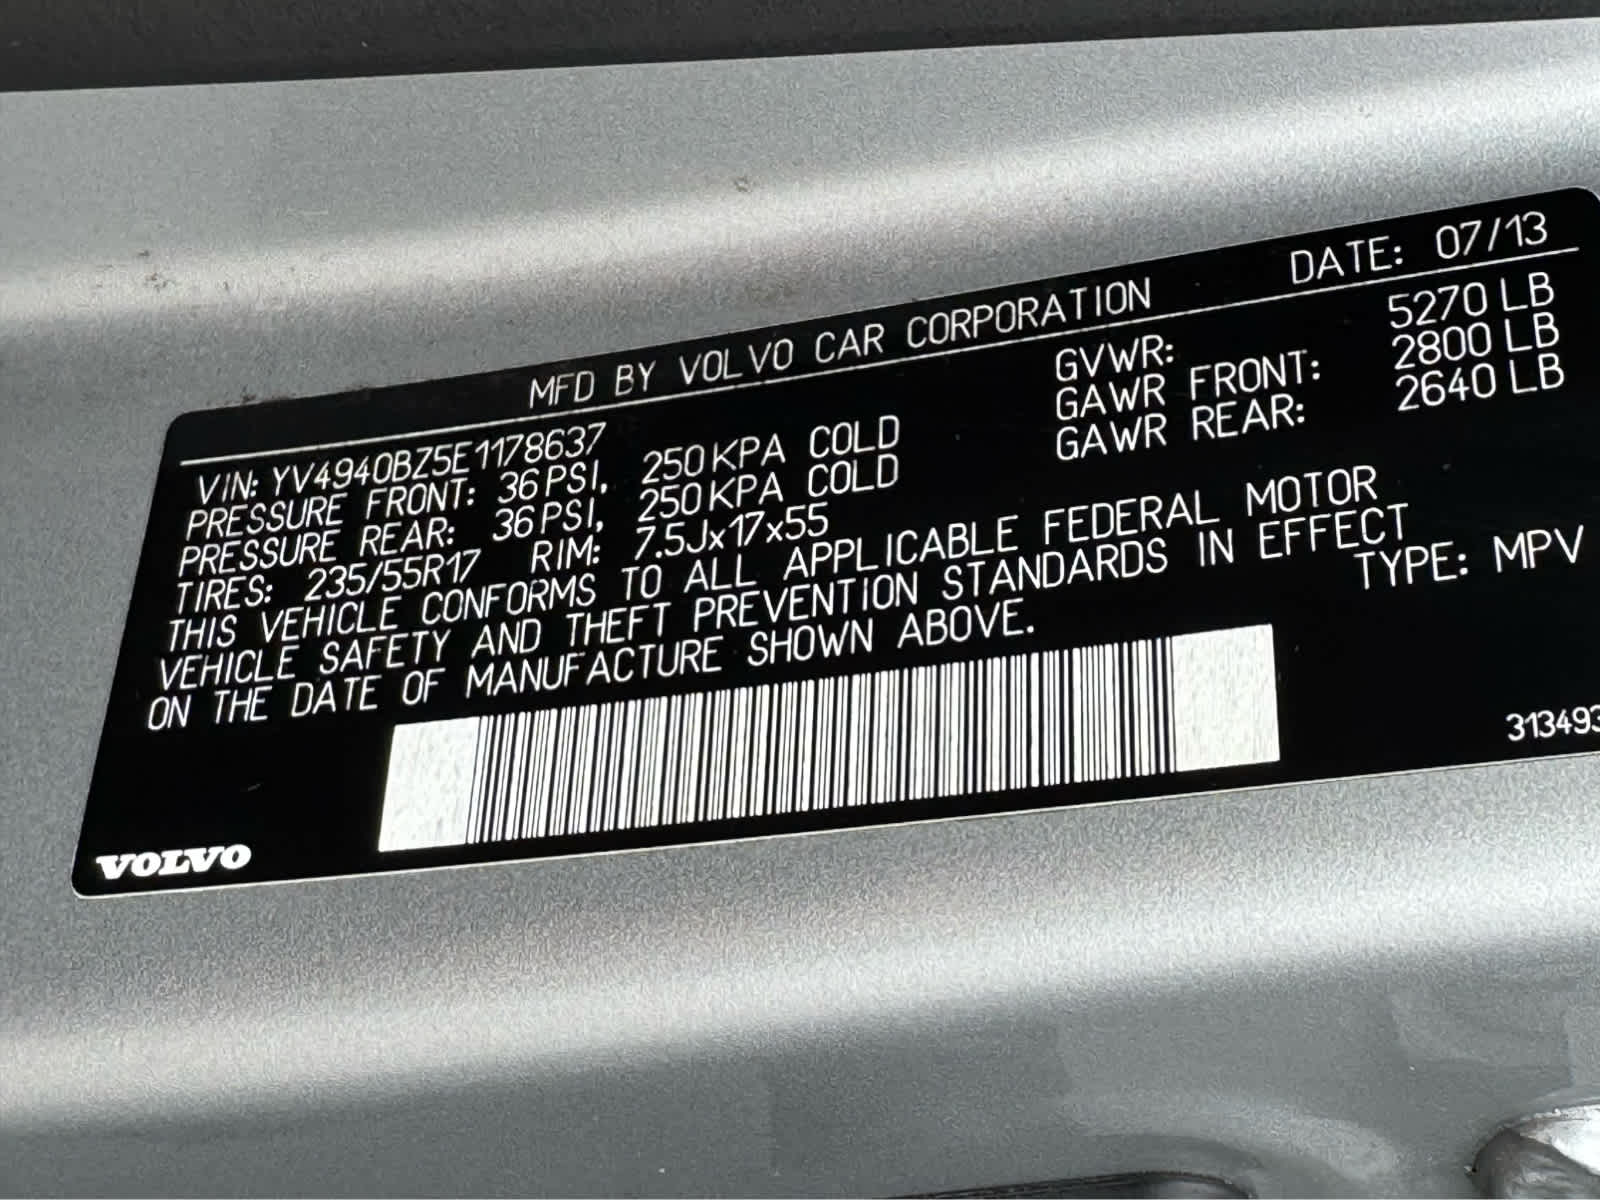 MFD BY VOLVO CAR CORPORATION DATE: 07/13
VIN: YV4940BZ5E1178637 GVWR: 5270 LB
PRESSURE FRONT: 36 PSI, 250 KPA COLD GAWR FRONT: 2800 LB
PRESSURE REAR: 36 PSI, 250 KPA COLD GAWR REAR: 2640 LB
TIRES: 235/55R17 RIM: 7.5Jx17x55
THIS VEHICLE CONFORMS TO ALL APPLICABLE FEDERAL MOTOR
VEHICLE SAFETY AND THEFT PREVENTION STANDARDS IN EFFECT
ON THE DATE OF MANUFACTURE SHOWN ABOVE. TYPE: MPV
313493
VOLVO